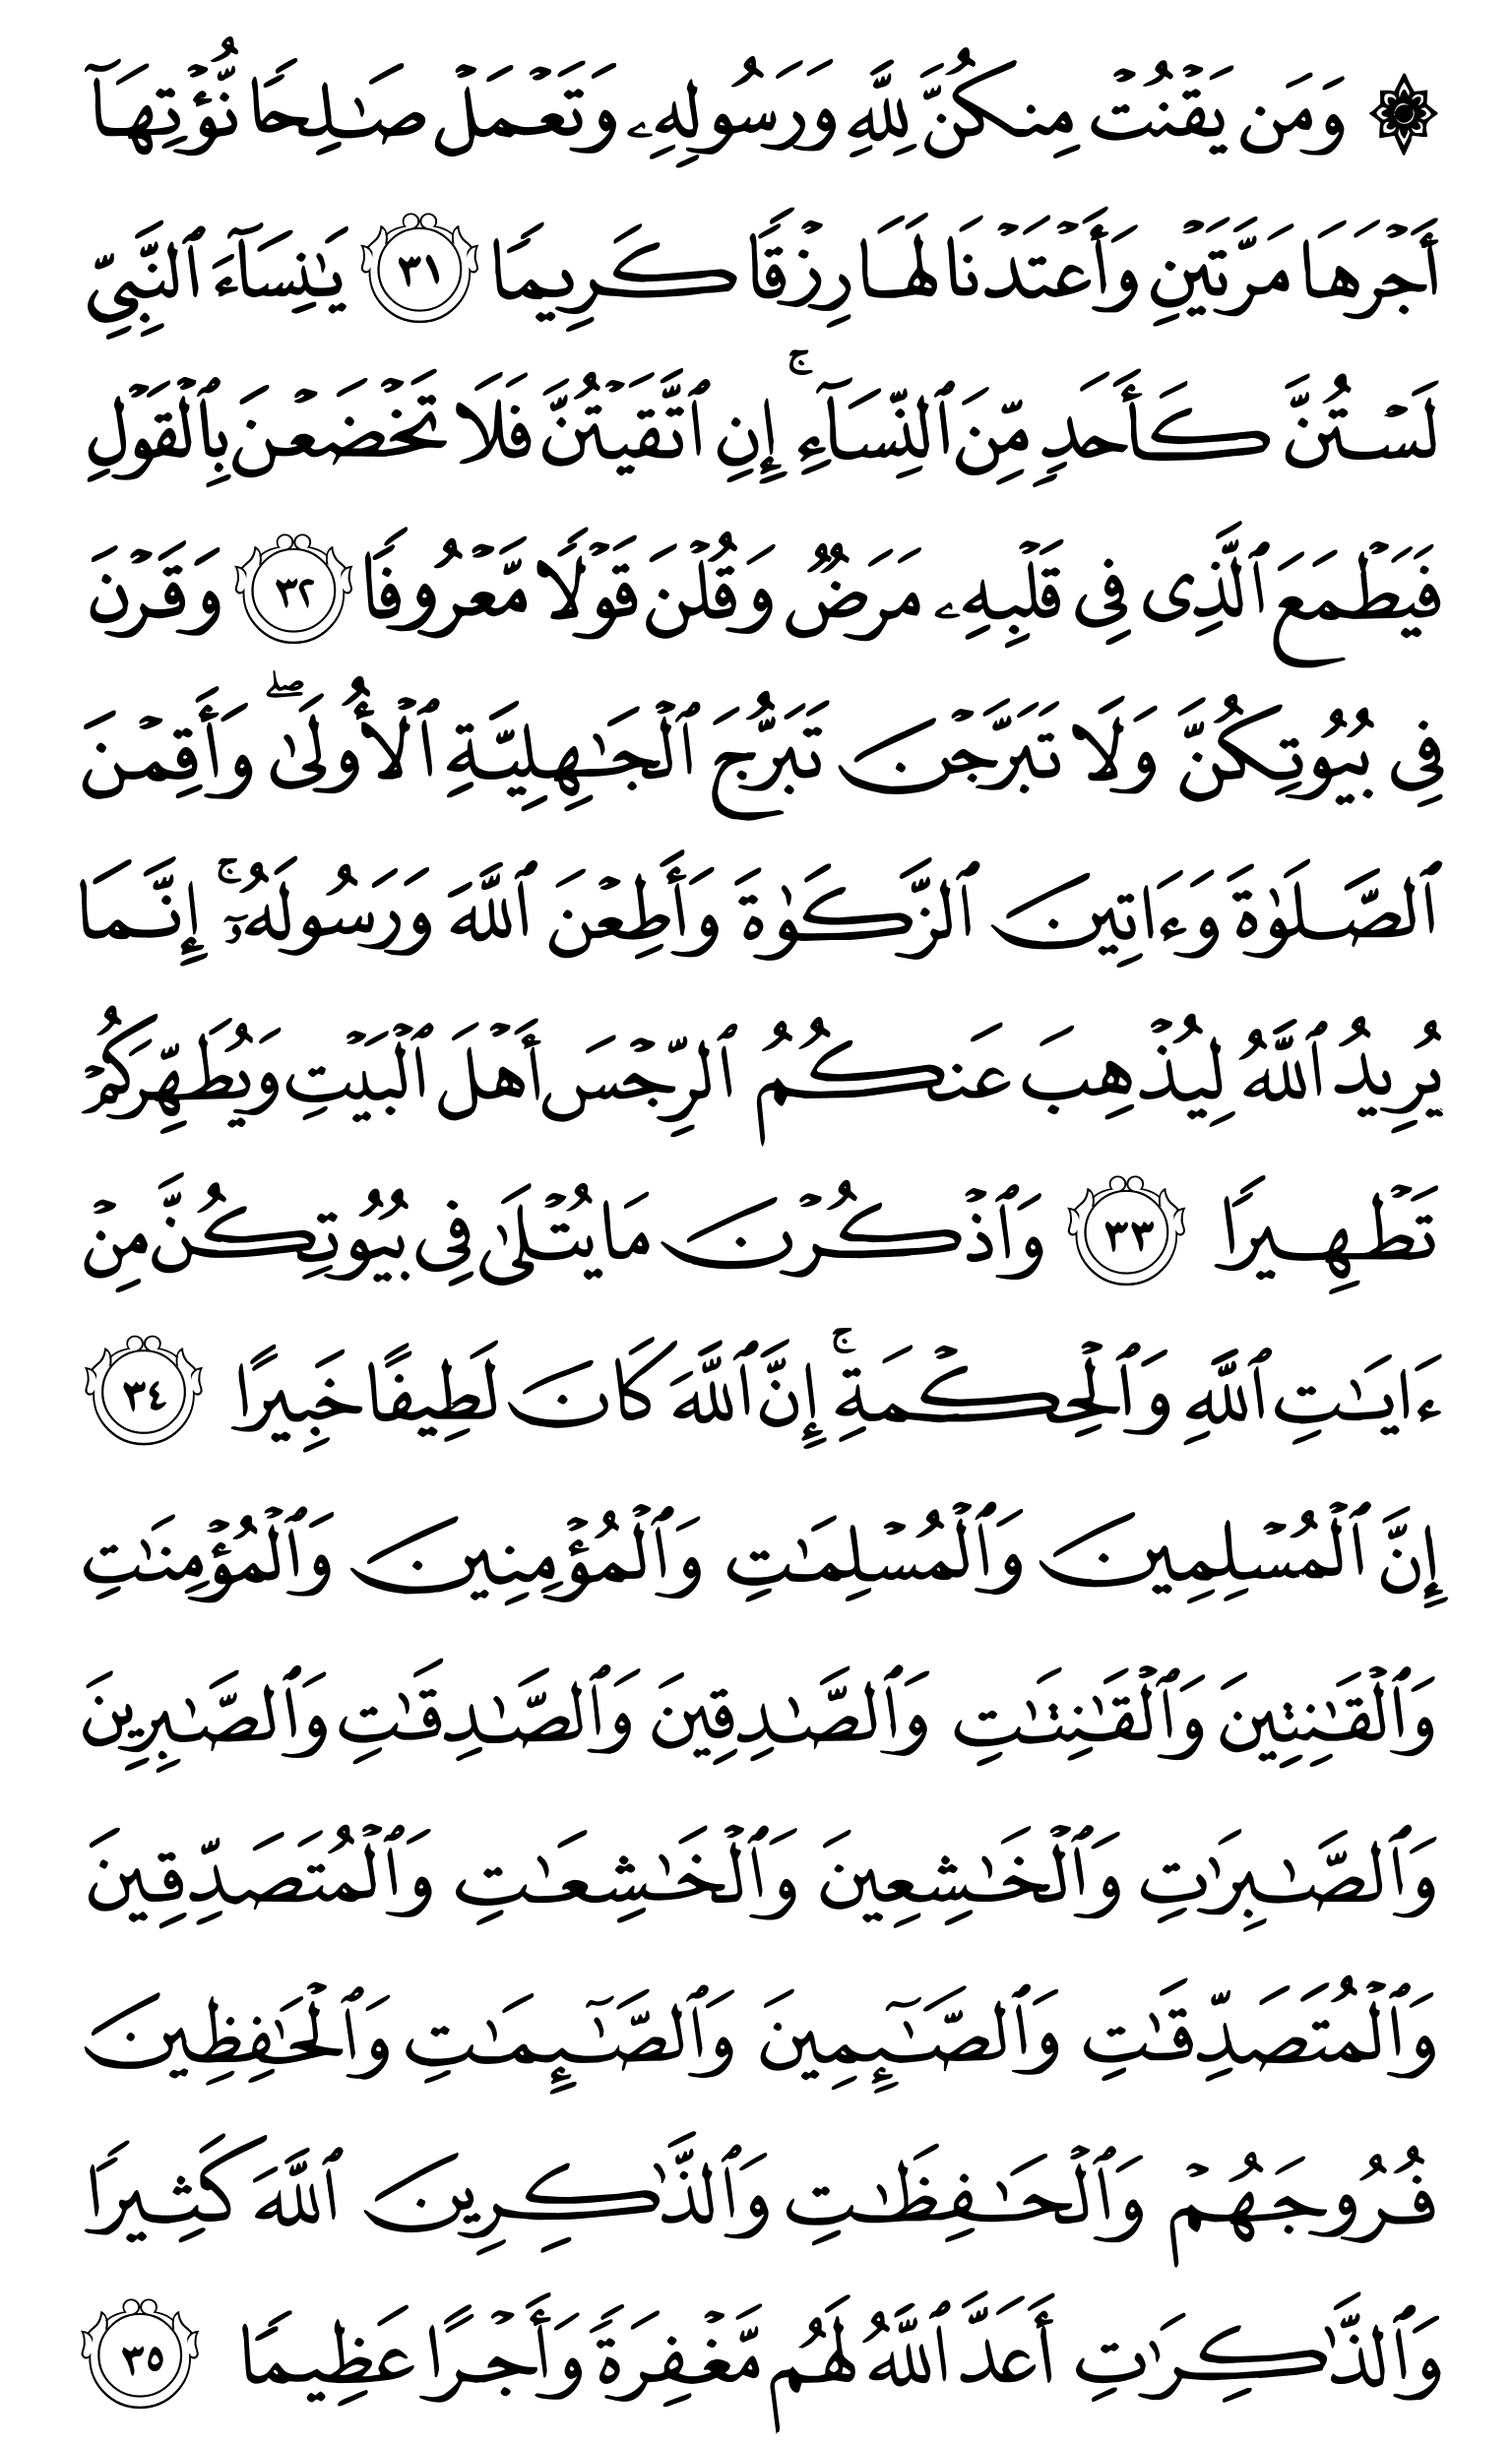 ۞ وَمَن يَقۡنُتۡ مِنكُنَّ لِلَّهِ وَرَسُولِهِۦ وَتَعۡمَلۡ صَٰلِحٗا نُّؤۡتِهَآ
أَجۡرَهَا مَرَّتَيۡنِ وَأَعۡتَدۡنَا لَهَا رِزۡقٗا كَرِيمٗا ٣١ يَٰنِسَآءَ ٱلنَّبِيِّ
لَسۡتُنَّ كَأَحَدٖ مِّنَ ٱلنِّسَآءِۚ إِنِ ٱتَّقَيۡتُنَّ فَلَا تَخۡضَعۡنَ بِٱلۡقَوۡلِ
فَيَطۡمَعَ ٱلَّذِي فِي قَلۡبِهِۦ مَرَضٞ وَقُلۡنَ قَوۡلٗا مَّعۡرُوفٗا ٣٢ وَقَرۡنَ
فِي بُيُوتِكُنَّ وَلَا تَبَرَّجۡنَ تَبَرُّجَ ٱلۡجَٰهِلِيَّةِ ٱلۡأُولَىٰۖ وَأَقِمۡنَ
ٱلصَّلَوٰةَ وَءَاتِينَ ٱلزَّكَوٰةَ وَأَطِعۡنَ ٱللَّهَ وَرَسُولَهُۥٓۚ إِنَّمَا
يُرِيدُ ٱللَّهُ لِيُذۡهِبَ عَنكُمُ ٱلرِّجۡسَ أَهۡلَ ٱلۡبَيۡتِ وَيُطَهِّرَكُمۡ
تَطۡهِيرٗا ٣٣ وَٱذۡكُرۡنَ مَا يُتۡلَىٰ فِي بُيُوتِكُنَّ مِنۡ
ءَايَٰتِ ٱللَّهِ وَٱلۡحِكۡمَةِۚ إِنَّ ٱللَّهَ كَانَ لَطِيفًا خَبِيرًا ٣٤
إِنَّ ٱلۡمُسۡلِمِينَ وَٱلۡمُسۡلِمَٰتِ وَٱلۡمُؤۡمِنِينَ وَٱلۡمُؤۡمِنَٰتِ
وَٱلۡقَٰنِتِينَ وَٱلۡقَٰنِتَٰتِ وَٱلصَّٰدِقِينَ وَٱلصَّٰدِقَٰتِ وَٱلصَّٰبِرِينَ
وَٱلصَّٰبِرَٰتِ وَٱلۡخَٰشِعِينَ وَٱلۡخَٰشِعَٰتِ وَٱلۡمُتَصَدِّقِينَ
وَٱلۡمُتَصَدِّقَٰتِ وَٱلصَّٰٓئِمِينَ وَٱلصَّٰٓئِمَٰتِ وَٱلۡحَٰفِظِينَ
فُرُوجَهُمۡ وَٱلۡحَٰفِظَٰتِ وَٱلذَّٰكِرِينَ ٱللَّهَ كَثِيرٗا
وَٱلذَّٰكِرَٰتِ أَعَدَّ ٱللَّهُ لَهُم مَّغۡفِرَةٗ وَأَجۡرًا عَظِيمٗا ٣٥